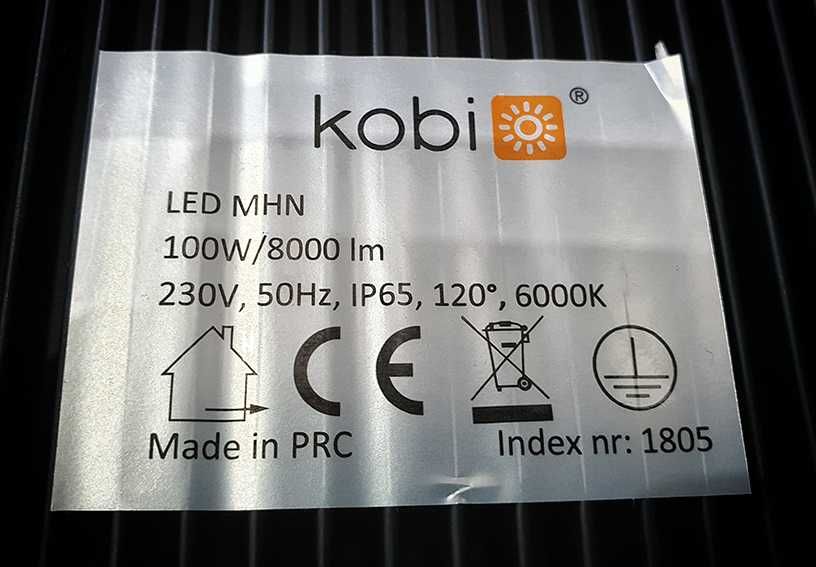 kobi ®
LED MHN
100W/8000 lm
230V, 50Hz, IP65, 120°, 6000K
CE
Made in PRC
Index nr: 1805